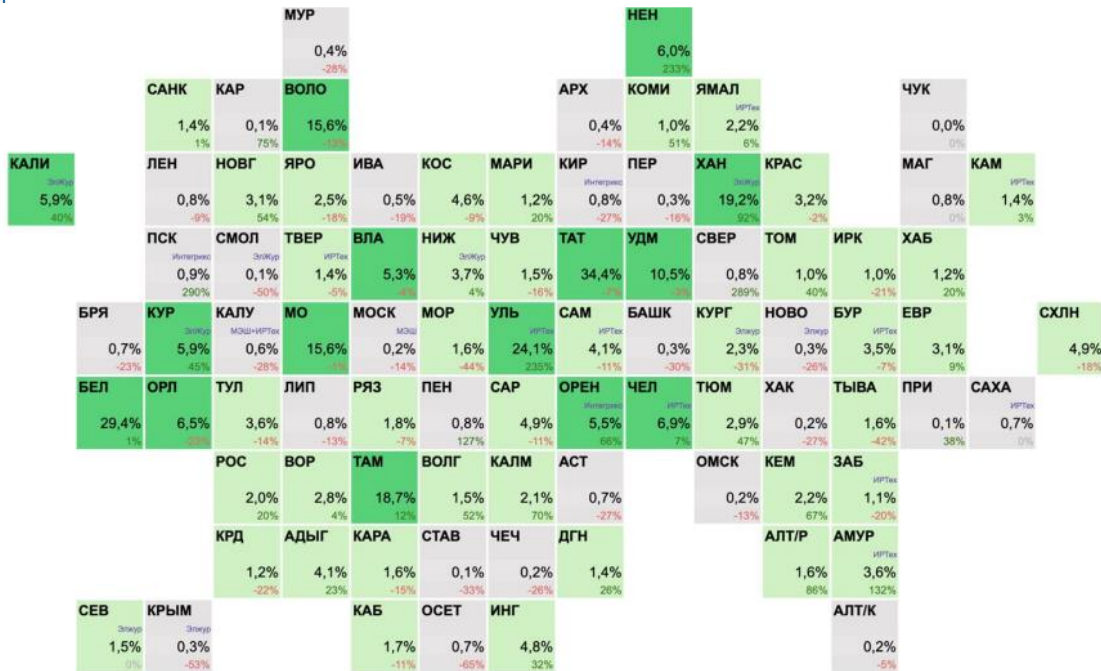 МУР НЕН
0,4% 6,0%
-28% 233%
САНК КАР ВОЛО АРХ КОМИ ЯМАЛ ЧУК
ИРТех
1,4% 0,1% 15,6% 0,4% 1,0% 2,2% 0,0%
1% 75% -13% -14% 51% 6% 0%
КАЛИ ЛЕН НОВГ ЯРО ИВА КОС МАРИ КИР ПЕР ХАН КРАС МАГ КАМ
ЭлЖур Интегрикс ЭлЖур ИРТех
5,9% 0,8% 3,1% 2,5% 0,5% 4,6% 1,2% 0,8% 0,3% 19,2% 3,2% 0,8% 1,4%
40% -9% 54% -18% -19% -9% 20% -27% -16% 92% -2% 0% 3%
ПСК СМОЛ ТВЕР ВЛА НИЖ ЧУВ ТАТ УДМ СВЕР ТОМ ИРК ХАБ
Интегрикс ЭлЖур ИРТех ЭлЖур
0,9% 0,1% 1,4% 5,3% 3,7% 1,5% 34,4% 10,5% 0,8% 1,0% 1,0% 1,2%
290% -50% -5% -4% 4% -16% -7% -3% 289% 40% -21% 20%
БРЯ КУР КАЛУ МО МОСК МОР УЛЬ САМ БАШК КУРГ НОВО БУР ЕВР СХЛН
ЭлЖур МЭШ+ИРТех МЭШ ИРТех ИРТех Элжур Элжур ИРТех
0,7% 5,9% 0,6% 15,6% 0,2% 1,6% 24,1% 4,1% 0,3% 2,3% 0,3% 3,5% 3,1% 4,9%
-23% 45% -28% -1% -14% -44% 235% -11% -30% -31% -26% -7% 9% -18%
БЕЛ ОРЛ ТУЛ ЛИП РЯЗ ПЕН САР ОРЕН ЧЕЛ ТЮМ ХАК ТЫВА ПРИ САХА
Интегрикс ИРТех ИРТех
29,4% 6,5% 3,6% 0,8% 1,8% 0,8% 4,9% 5,5% 6,9% 2,9% 0,2% 1,6% 0,1% 0,7%
1% -23% -14% -13% -7% 127% -11% 66% 7% 47% -27% -42% 38% 0%
РОС ВОР ТАМ ВОЛГ КАЛМ АСТ ОМСК КЕМ ЗАБ
ИРТех
2,0% 2,8% 18,7% 1,5% 2,1% 0,7% 0,2% 2,2% 1,1%
20% 4% 12% 52% 70% -27% -13% 67% -20%
КРД АДЫГ КАРА СТАВ ЧЕЧ ДГН АЛТ/Р АМУР
ИРТех
1,2% 4,1% 1,6% 0,1% 0,2% 1,4% 1,6% 3,6%
-22% 23% -15% -33% -26% 26% 86% 132%
СЕВ КРЫМ КАБ ОСЕТ ИНГ АЛТ/К
Элжур Элжур
1,5% 0,3% 1,7% 0,7% 4,8% 0,2%
0% -53% -11% -65% 32% -5%